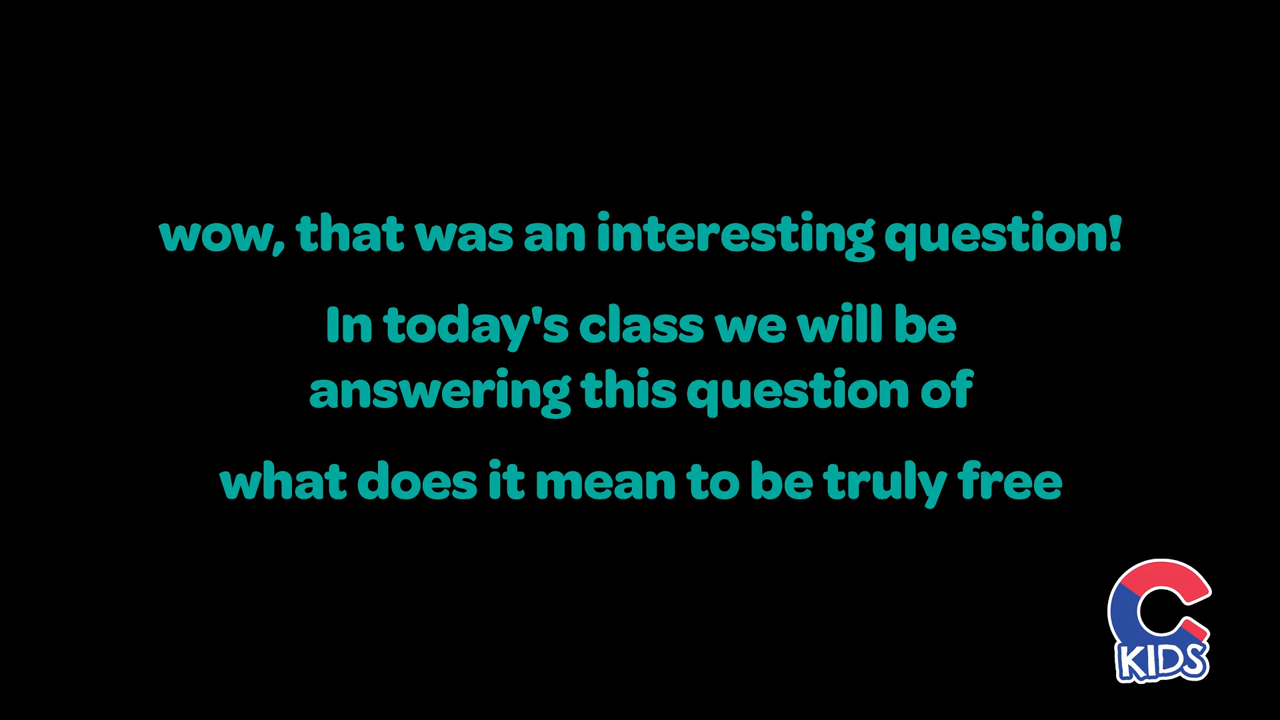 wow, that was an interesting question!
In today's class we will be
answering this question of
what does it mean to be truly free
C
KIDS